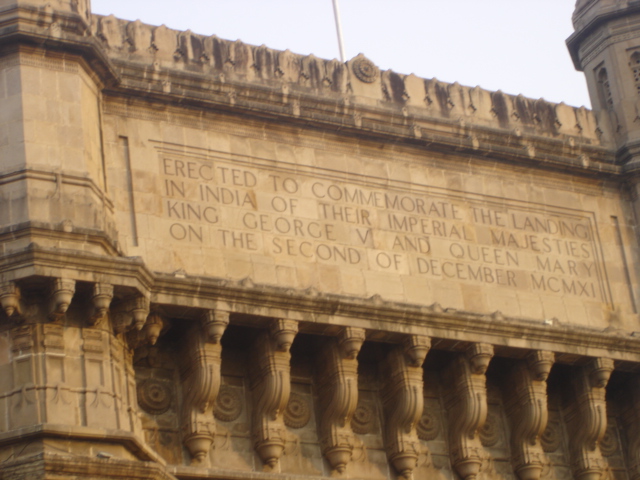 ERECTED TO COMMEMORATE THE LANDING
IN INDIA OF THEIR IMPERIAL MAJESTIES
KING GEORGE V AND QUEEN MARY
ON THE SECOND OF DECEMBER MCMXI